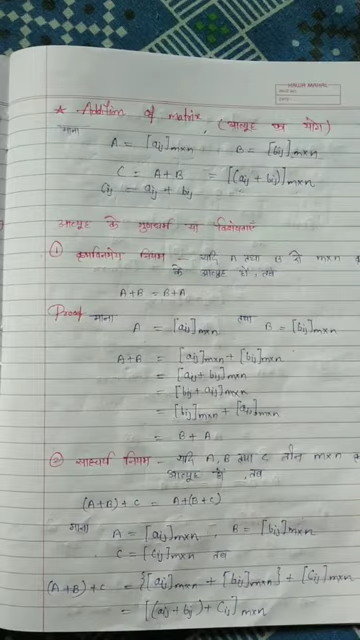 * Addition of matrix, (आव्यूह का योग)
माना A = [aij]m×n, B = [bij]m×n
C = A + B = [(aij + bij)]m×n
Cij = aij + bij
आव्यूह के गुणधर्म या विशेषताएँ
① क्रमविनिमेय नियम - यदि A तथा B दो m×n
के आव्यूह हो, तब
A+B = B+A
Proof माना A = [aij]m×n तथा B = [bij]m×n
A+B = [aij]m×n + [bij]m×n
= [aij + bij]m×n
= [bij + aij]m×n
= [bij]m×n + [aij]m×n
= B + A
② साहचर्य नियम - यदि A, B तथा C तीन m×n
आव्यूह हो, तब
(A+B) + C = A+(B+C)
माना A = [aij]m×n, B = [bij]m×n
C = [Cij]m×n तब
(A+B) + C = {[aij]m×n + [bij]m×n} + [Cij]m×n
= [(aij + bij) + Cij]m×n